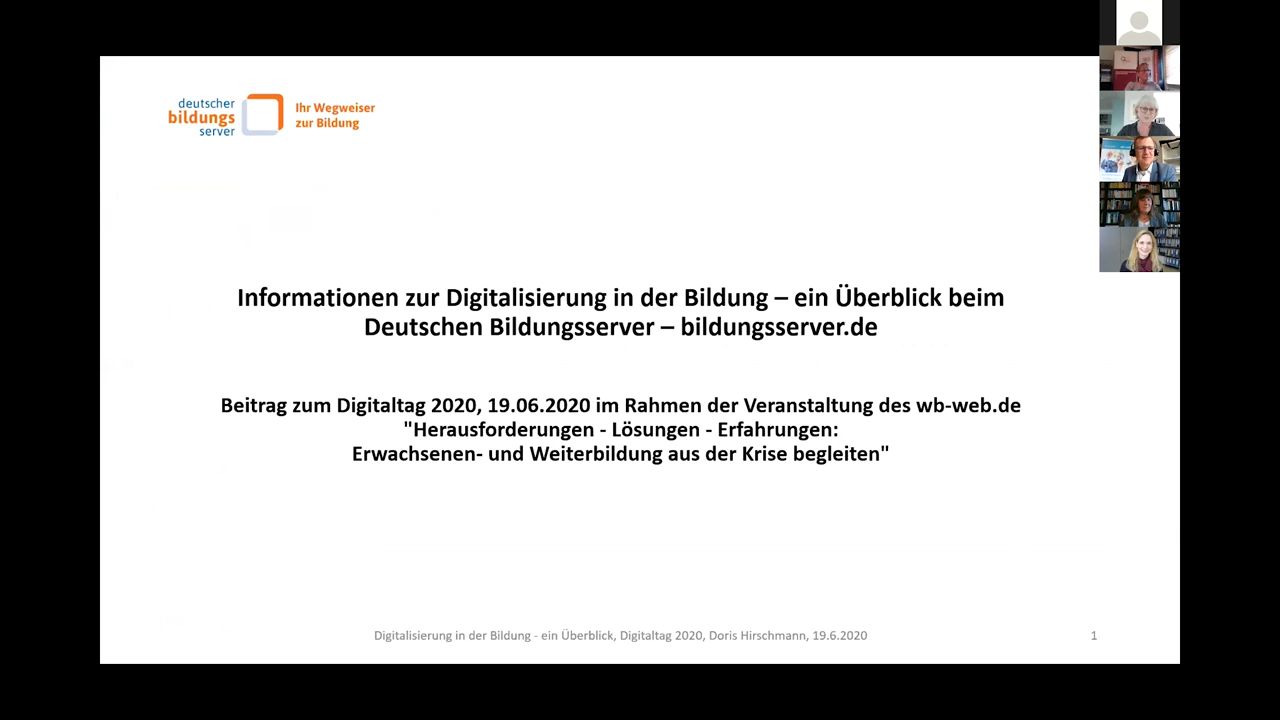 deutscher
bildungs
server
Ihr Wegweiser
zur Bildung
Informationen zur Digitalisierung in der Bildung – ein Überblick beim
Deutschen Bildungsserver – bildungsserver.de
Beitrag zum Digitaltag 2020, 19.06.2020 im Rahmen der Veranstaltung des wb-web.de
"Herausforderungen - Lösungen - Erfahrungen:
Erwachsenen- und Weiterbildung aus der Krise begleiten"
Digitalisierung in der Bildung - ein Überblick, Digitaltag 2020, Doris Hirschmann, 19.6.2020
1